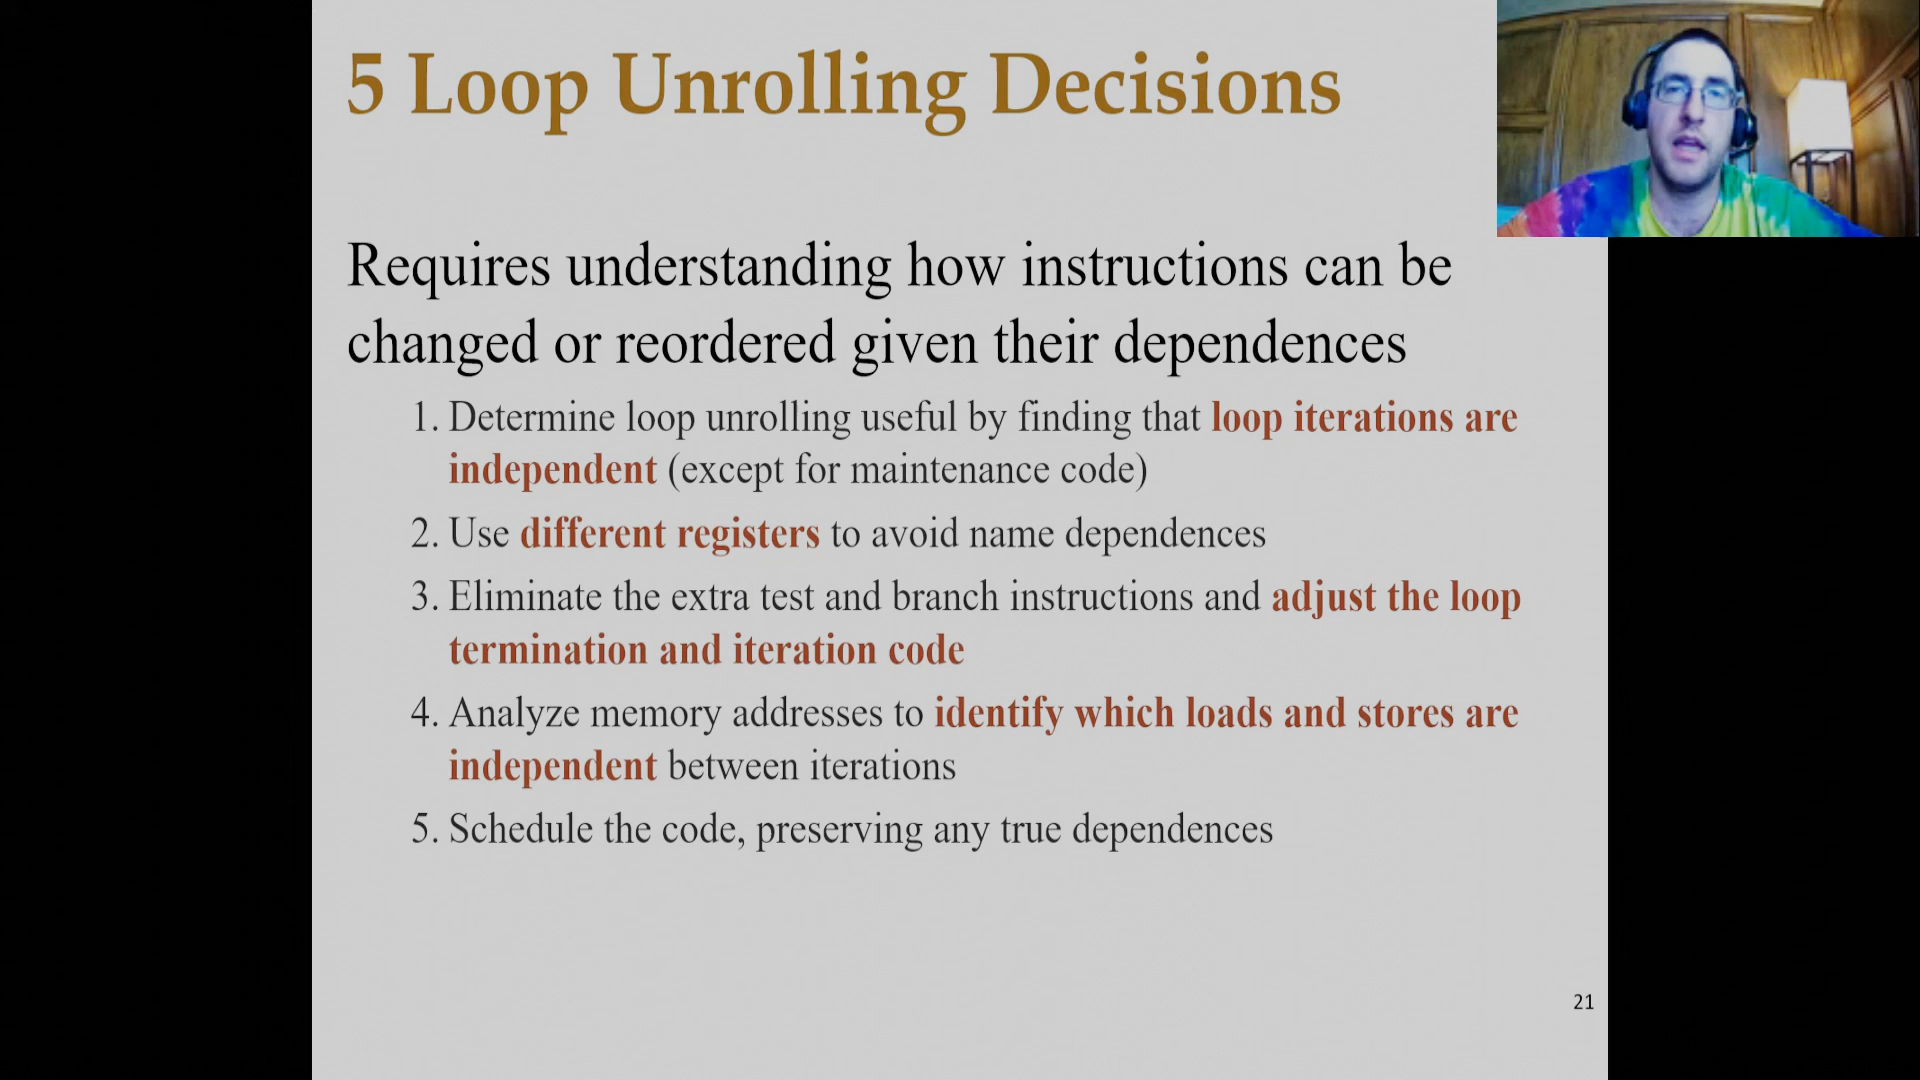 5 Loop Unrolling Decisions
Requires understanding how instructions can be
changed or reordered given their dependences
1. Determine loop unrolling useful by finding that loop iterations are
independent (except for maintenance code)
2. Use different registers to avoid name dependences
3. Eliminate the extra test and branch instructions and adjust the loop
termination and iteration code
4. Analyze memory addresses to identify which loads and stores are
independent between iterations
5. Schedule the code, preserving any true dependences
21